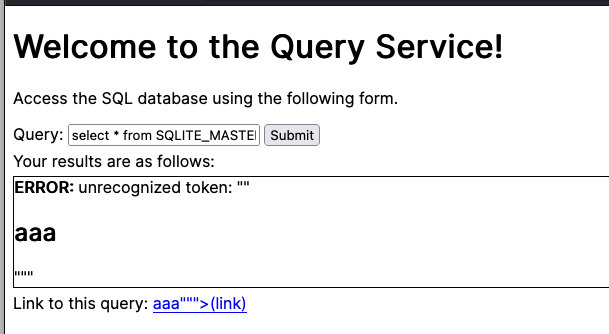 Welcome to the Query Service!
Access the SQL database using the following form.
Query: select * from SQLITE_MASTE Submit
Your results are as follows:
ERROR: unrecognized token: ""
aaa
"""
Link to this query: aaa""">(link)